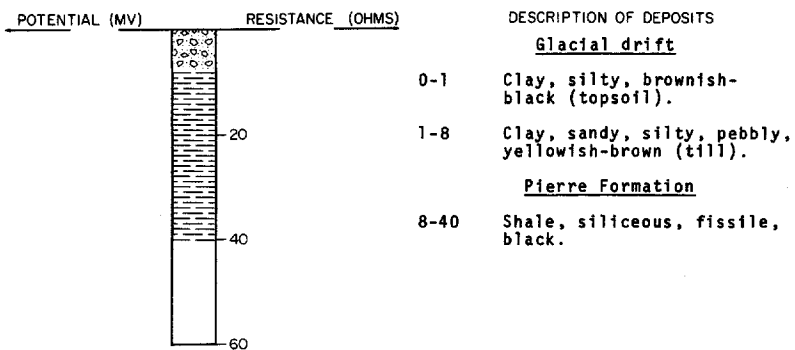 POTENTIAL (MV) RESISTANCE (OHMS) DESCRIPTION OF DEPOSITS
Glacial drift
0-1 Clay, silty, brownish-
black (topsoil).
1-8 Clay, sandy, silty, pebbly,
yellowish-brown (till).
20
Pierre Formation
8-40 Shale, siliceous, fissile,
black.
40
60